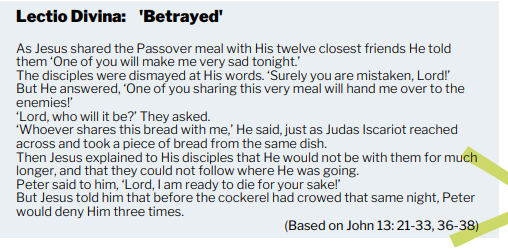 Lectio Divina: 'Betrayed'
As Jesus shared the Passover meal with His twelve closest friends He told
them ‘One of you will make me very sad tonight.’
The disciples were dismayed at His words. ‘Surely you are mistaken, Lord!’
But He answered, ‘One of you sharing this very meal will hand me over to the
enemies!’
‘Lord, who will it be?’ They asked.
‘Whoever shares this bread with me,’ He said, just as Judas Iscariot reached
across and took a piece of bread from the same dish.
Then Jesus explained to His disciples that He would not be with them for much
longer, and that they could not follow where He was going.
Peter said to him, ‘Lord, I am ready to die for your sake!’
But Jesus told him that before the cockerel had crowed that same night, Peter
would deny Him three times.
(Based on John 13: 21-33, 36-38)